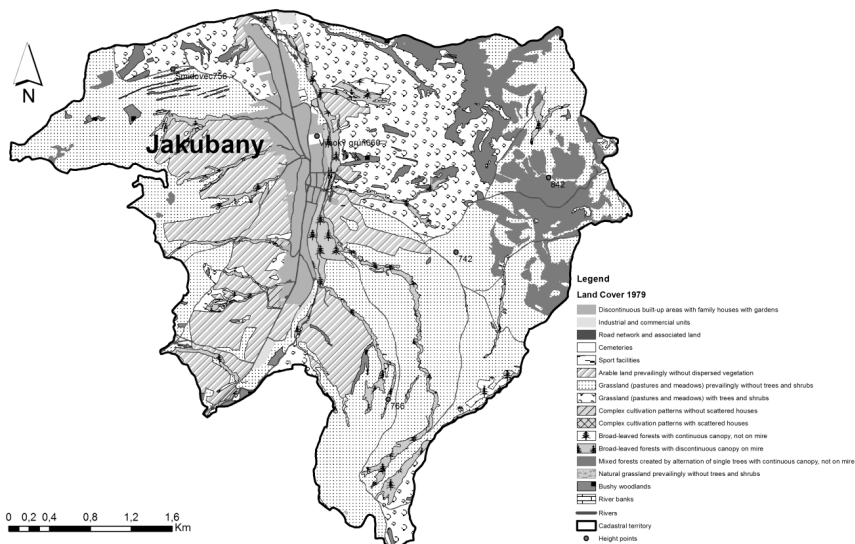 N
Smidovec756
Jakubany
842
742
766
0 0,2 0,4 0,8 1,2 1,6
Km
Legend
Land Cover 1979
Discontinuous built-up areas with family houses with gardens
Industrial and commercial units
Road network and associated land
Cemeteries
Sport facilities
Arable land prevailingly without dispersed vegetation
Grassland (pastures and meadows) prevailingly without trees and shrubs
Grassland (pastures and meadows) with trees and shrubs
Complex cultivation patterns without scattered houses
Complex cultivation patterns with scattered houses
Broad-leaved forests with continuous canopy, not on mire
Broad-leaved forests with discontinuous canopy on mire
Mixed forests created by alternation of single trees with continuous canopy, not on mire
Natural grassland prevailingly without trees and shrubs
Bushy woodlands
River banks
Rivers
Cadastral territory
Height points